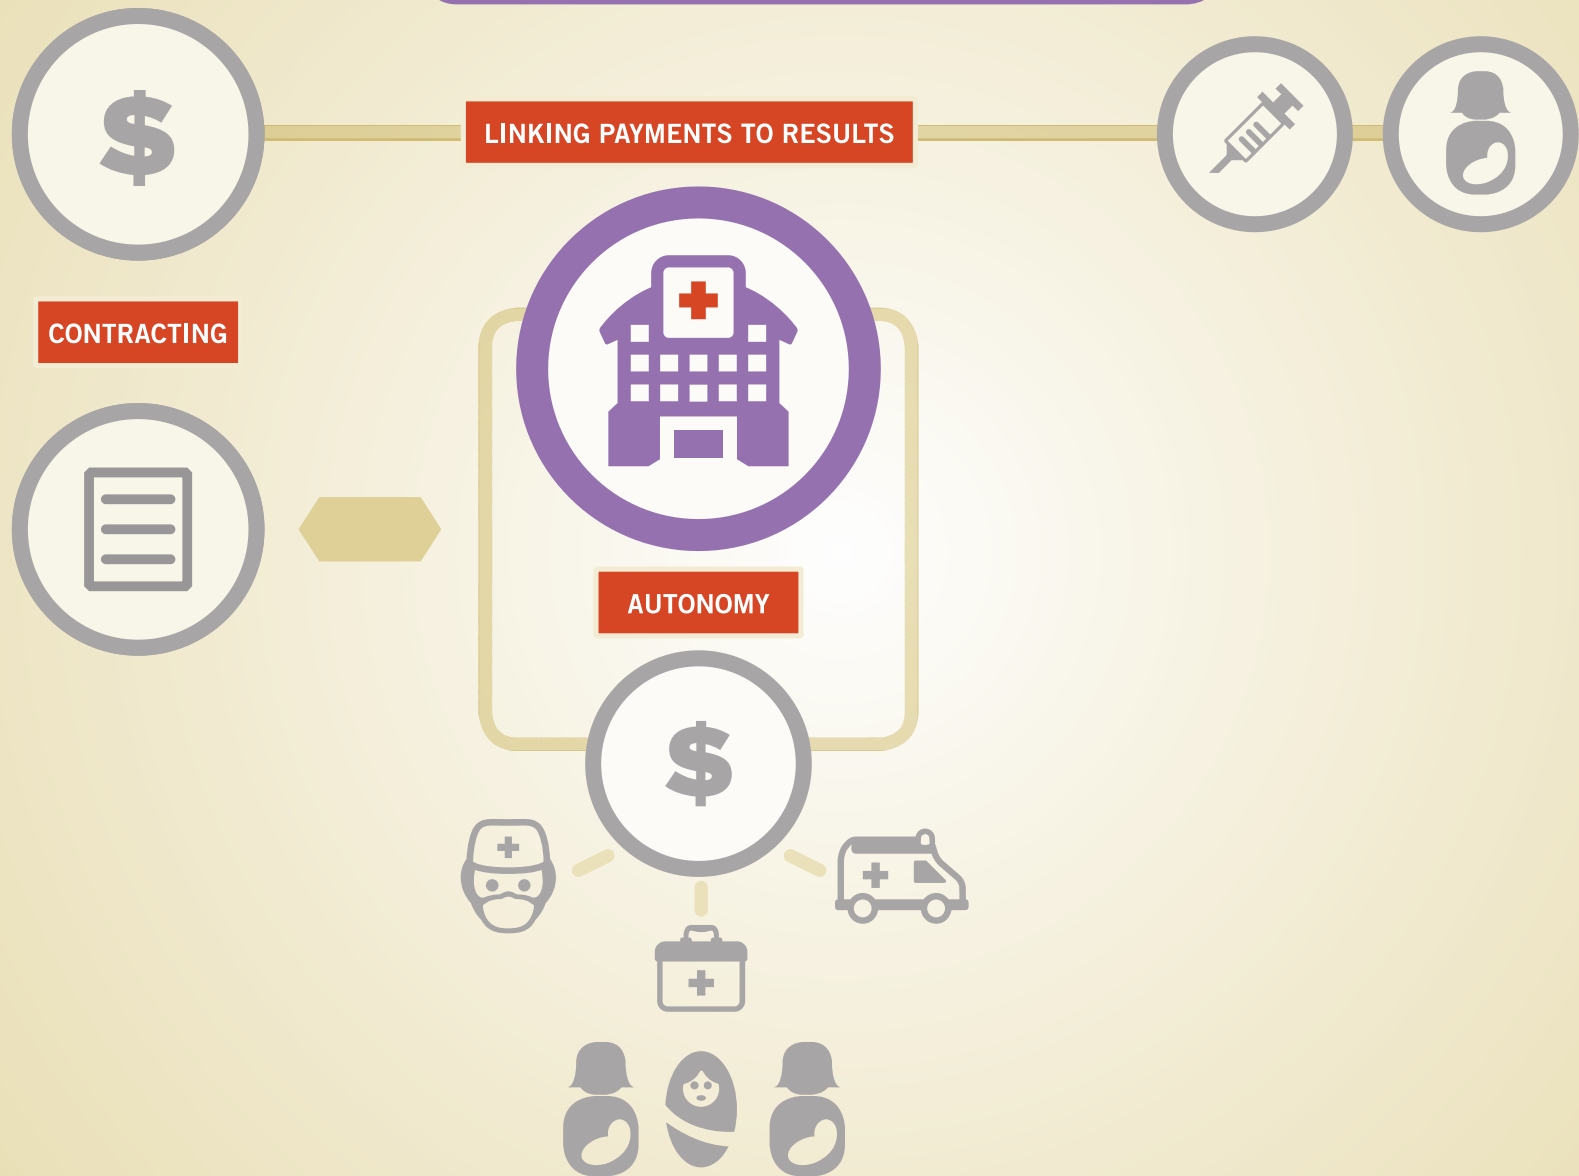 $
LINKING PAYMENTS TO RESULTS
CONTRACTING
AUTONOMY
$